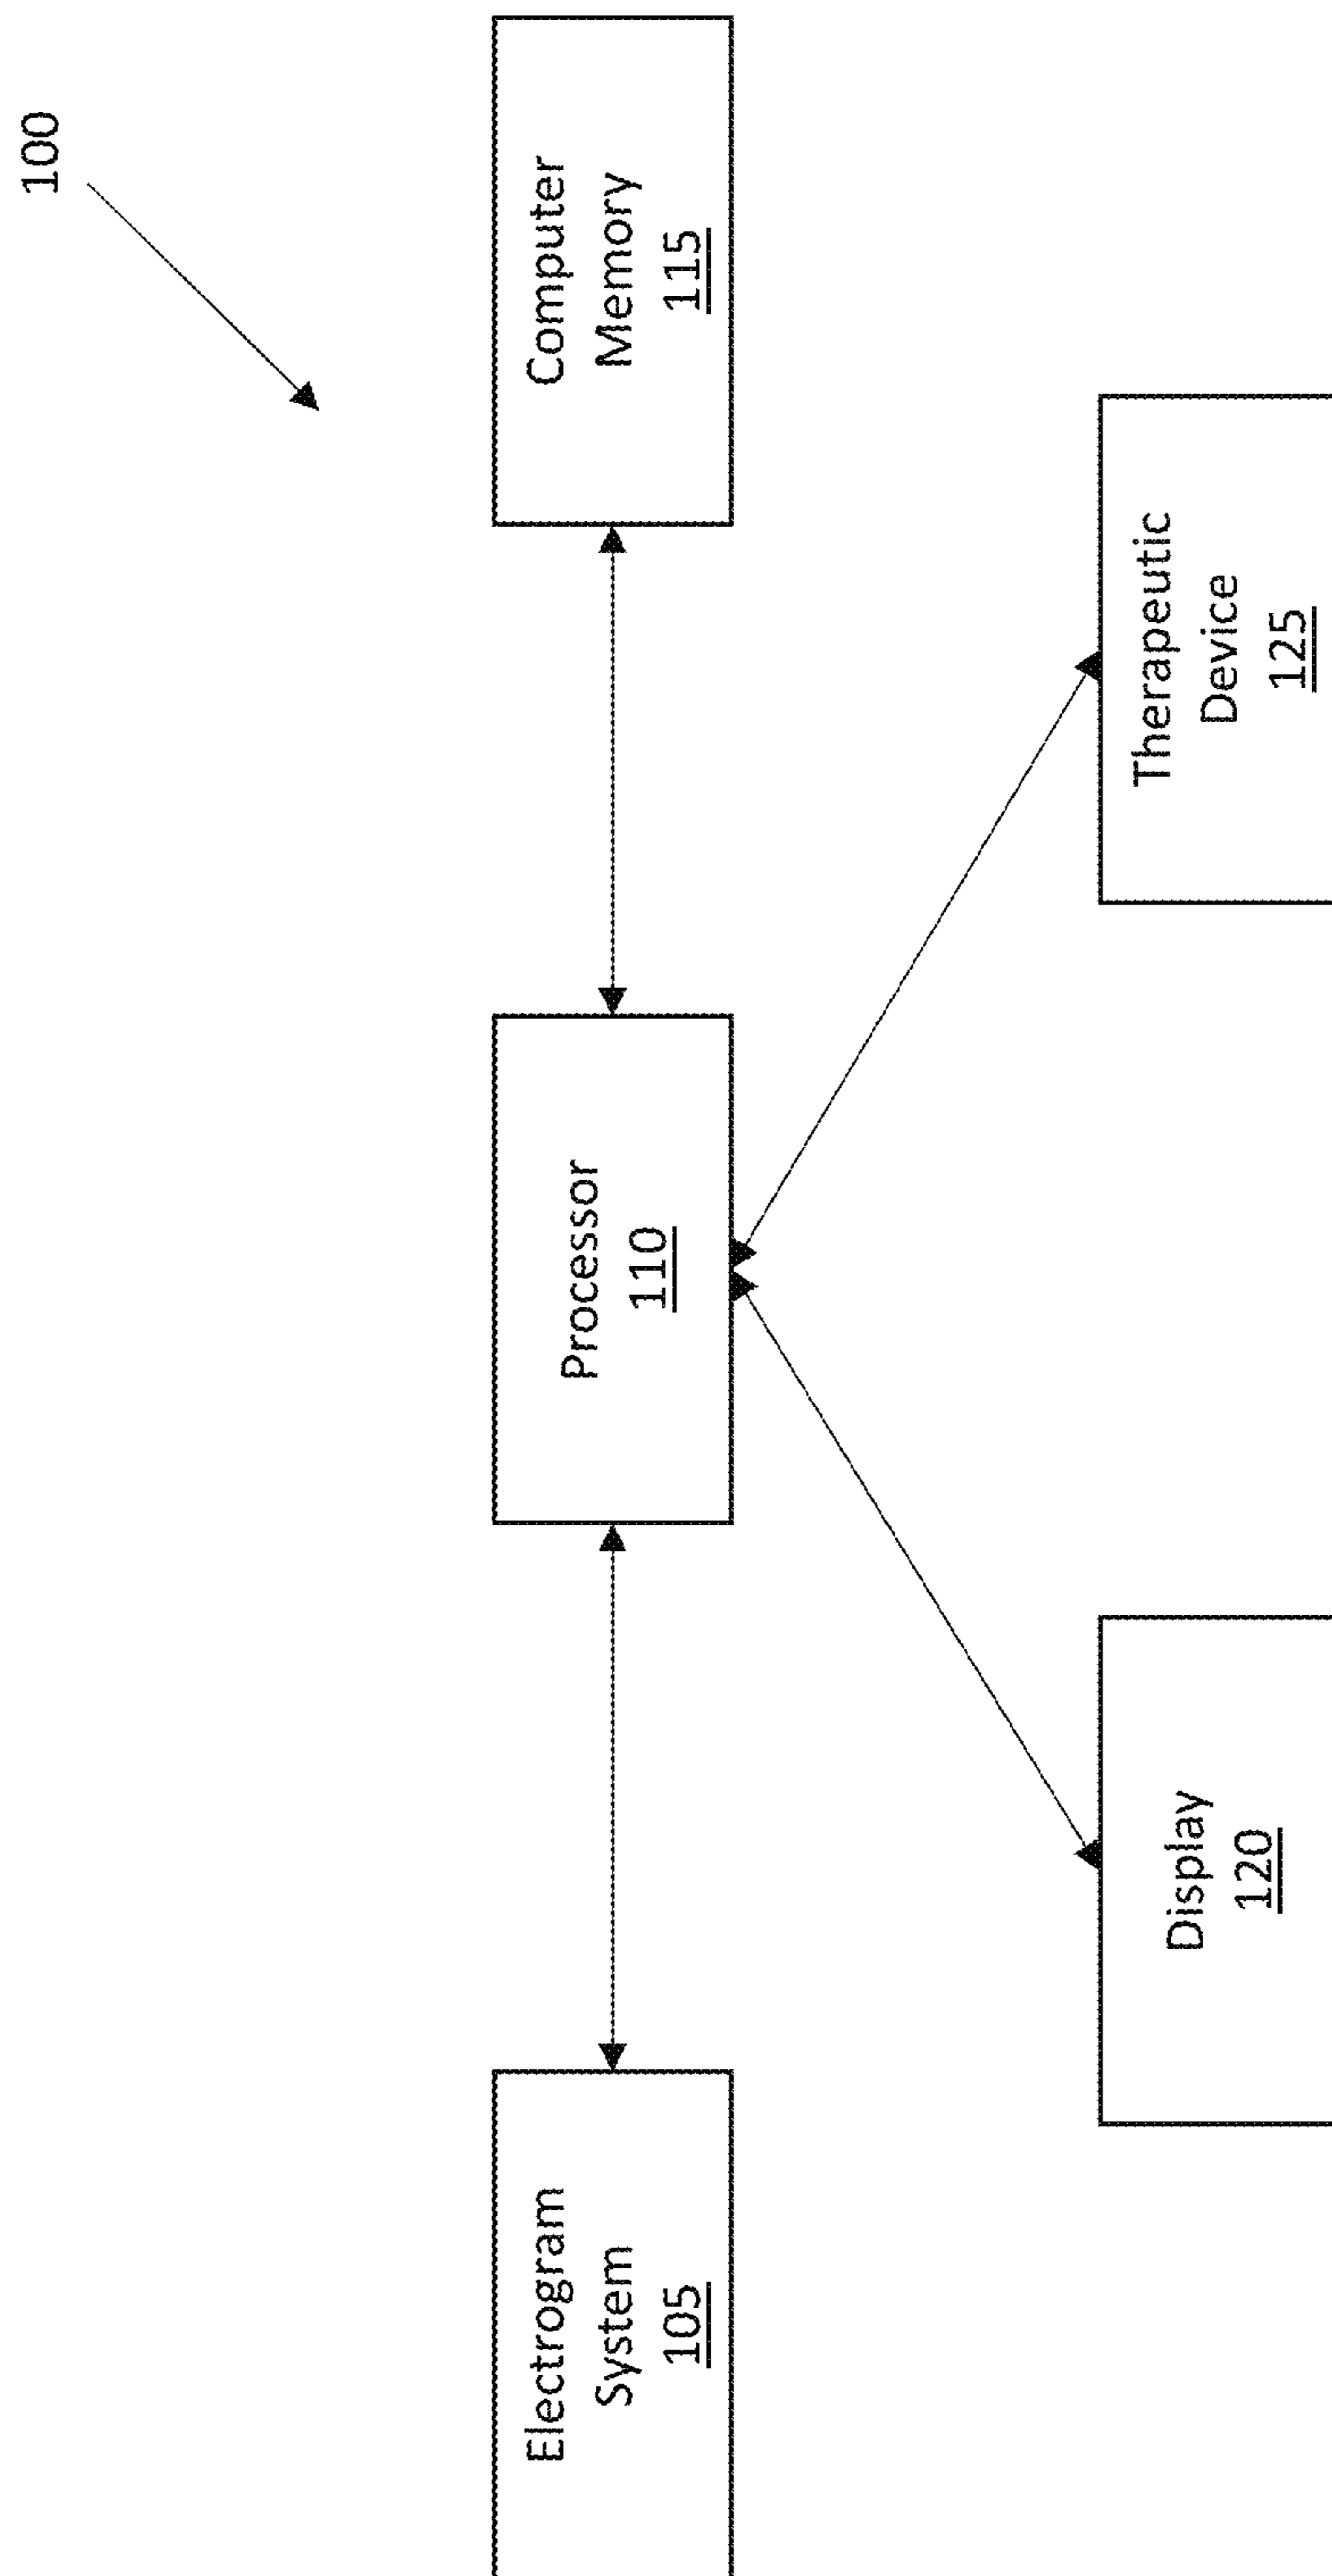 100
Electrogram
System
105
Processor
110
Computer
Memory
115
Display
120
Therapeutic
Device
125